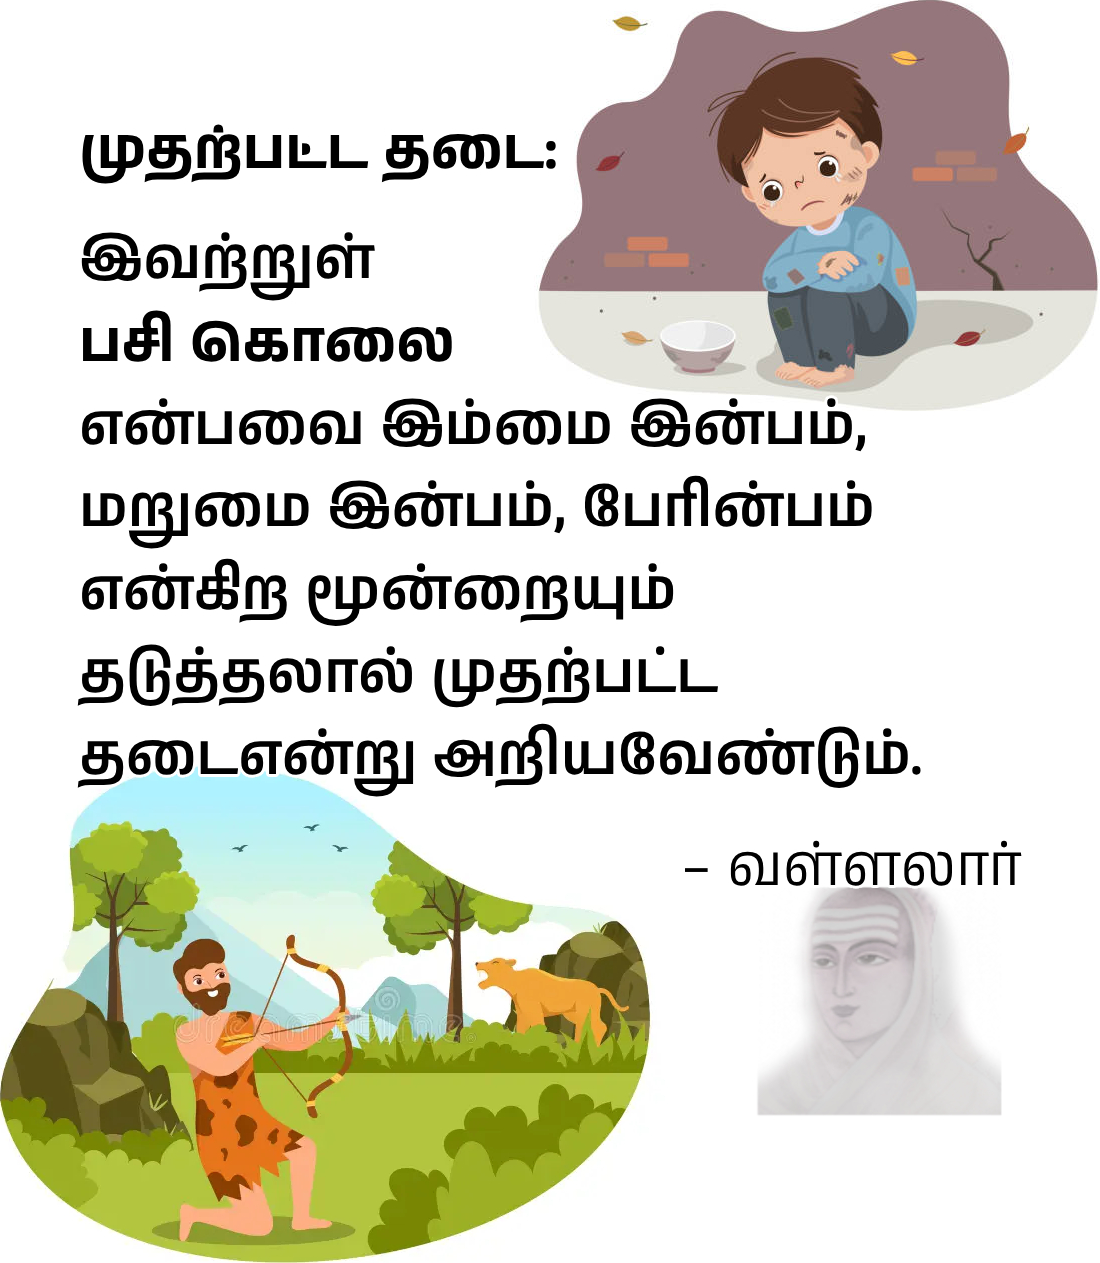 முதற்பட்ட தடை:
இவற்றுள்
பசி கொலை
என்பவை இம்மை இன்பம்,
மறுமை இன்பம், பேரின்பம்
என்கிற மூன்றையும்
தடுத்தலால் முதற்பட்ட
தடைஎன்று அறியவேண்டும்.
– வள்ளலார்
dreamstime.